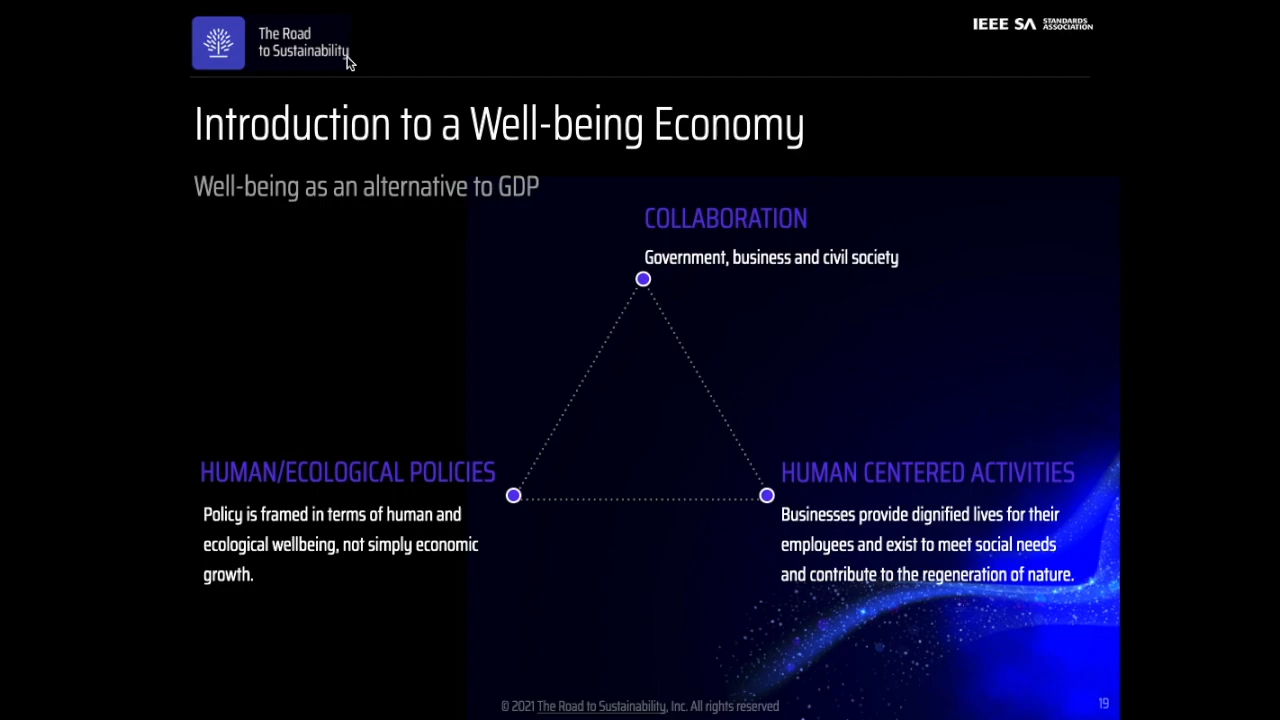 The Road
to Sustainability
IEEE SA STANDARDS
ASSOCIATION
Introduction to a Well-being Economy
Well-being as an alternative to GDP
COLLABORATION
Government, business and civil society
HUMAN/ECOLOGICAL POLICIES
Policy is framed in terms of human and
ecological wellbeing, not simply economic
growth.
HUMAN CENTERED ACTIVITIES
Businesses provide dignified lives for their
employees and exist to meet social needs
and contribute to the regeneration of nature.
© 2021 The Road to Sustainability, Inc. All rights reserved
19